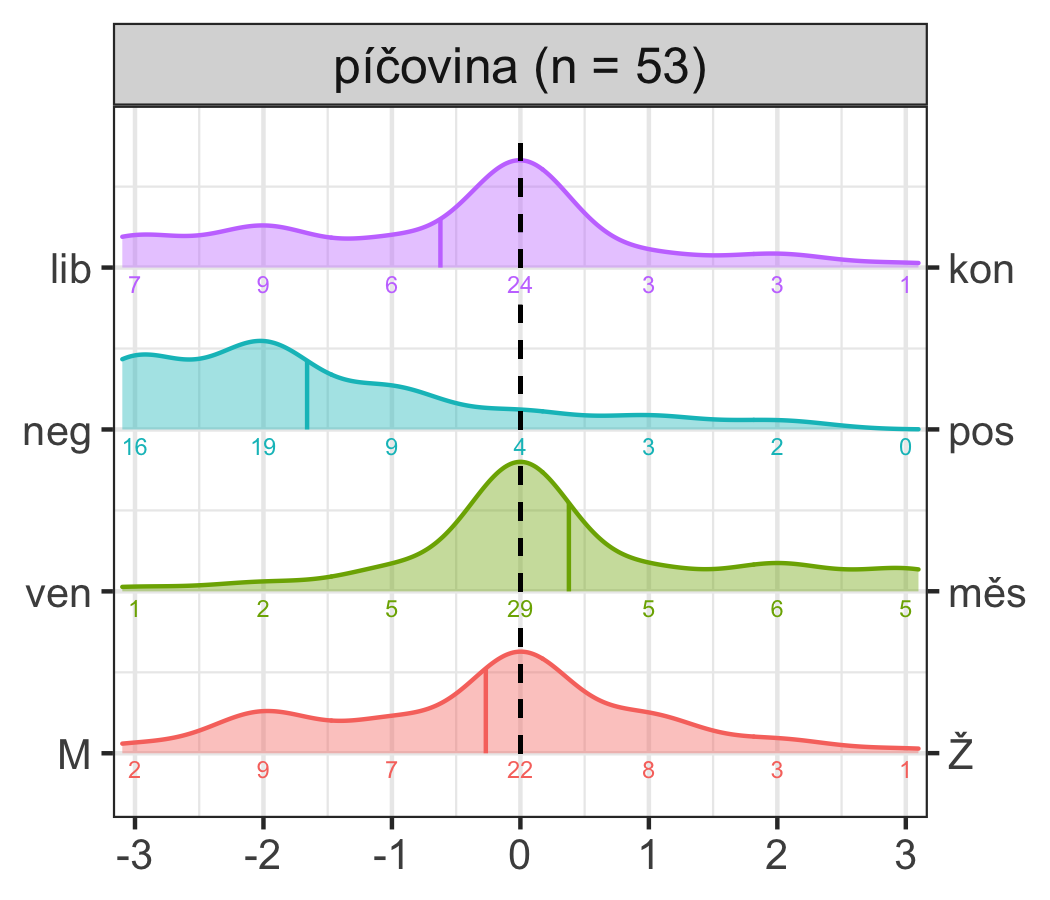 píčovina (n = 53)
lib kon
7 9 6 24 3 3 1
neg pos
16 19 9 4 3 2 0
ven měs
1 2 5 29 5 6 5
M Ž
2 9 7 22 8 3 1
-3 -2 -1 0 1 2 3